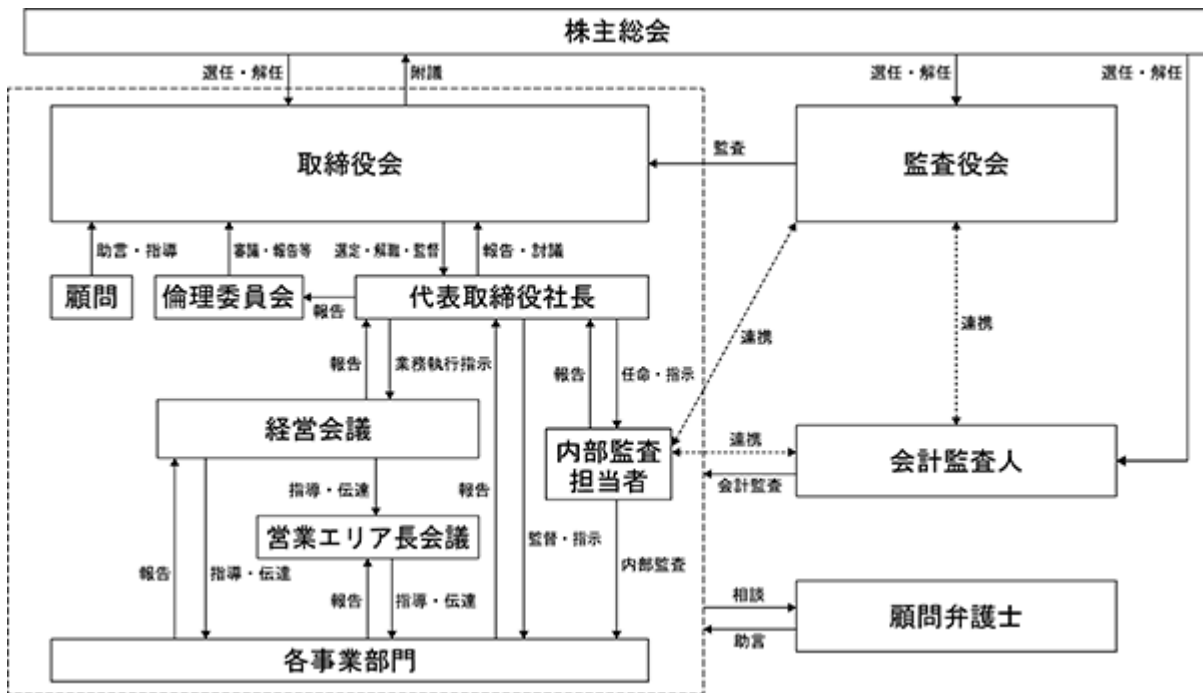 株主総会
選任・解任
附議
選任・解任
選任・解任
取締役会
監査
監査役会
助言・指導
審議・報告等
選定・解職・監督
報告・討議
顧問
倫理委員会
報告
代表取締役社長
連携
連携
報告
業務執行指示
報告
任命・指示
経営会議
内部監査
担当者
連携
会計監査
会計監査人
指導・伝達
報告
営業エリア長会議
監督・指示
内部監査
報告
指導・伝達
報告
指導・伝達
相談
助言
顧問弁護士
各事業部門